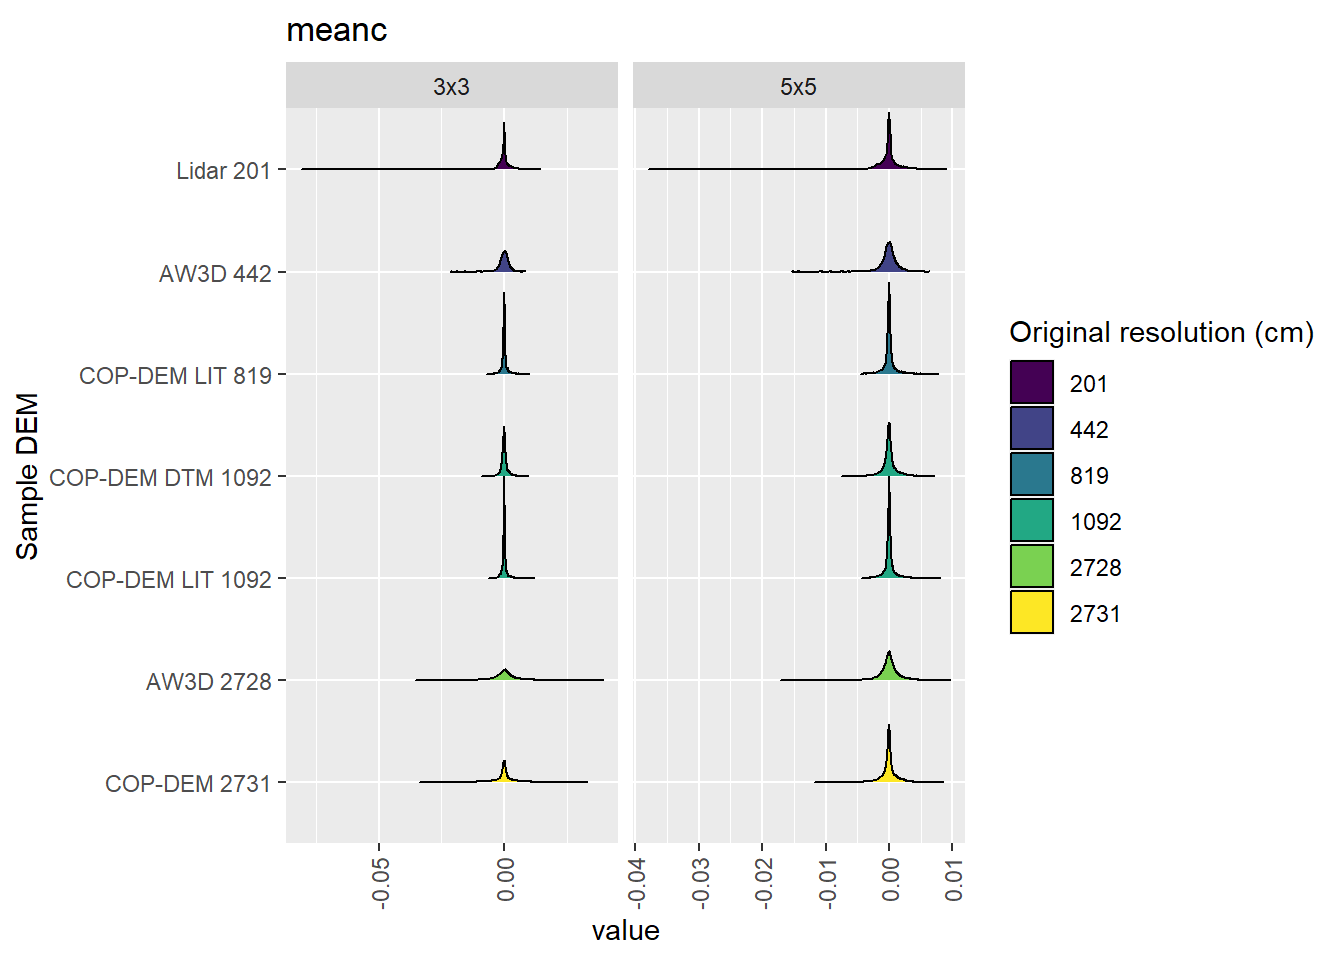 meanc
3x3
5x5
Sample DEM
Lidar 201
AW3D 442
COP-DEM LIT 819
COP-DEM DTM 1092
COP-DEM LIT 1092
AW3D 2728
COP-DEM 2731
-0.05
0.00
-0.04
-0.03
-0.02
-0.01
0.00
0.01
value
Original resolution (cm)
201
442
819
1092
2728
2731